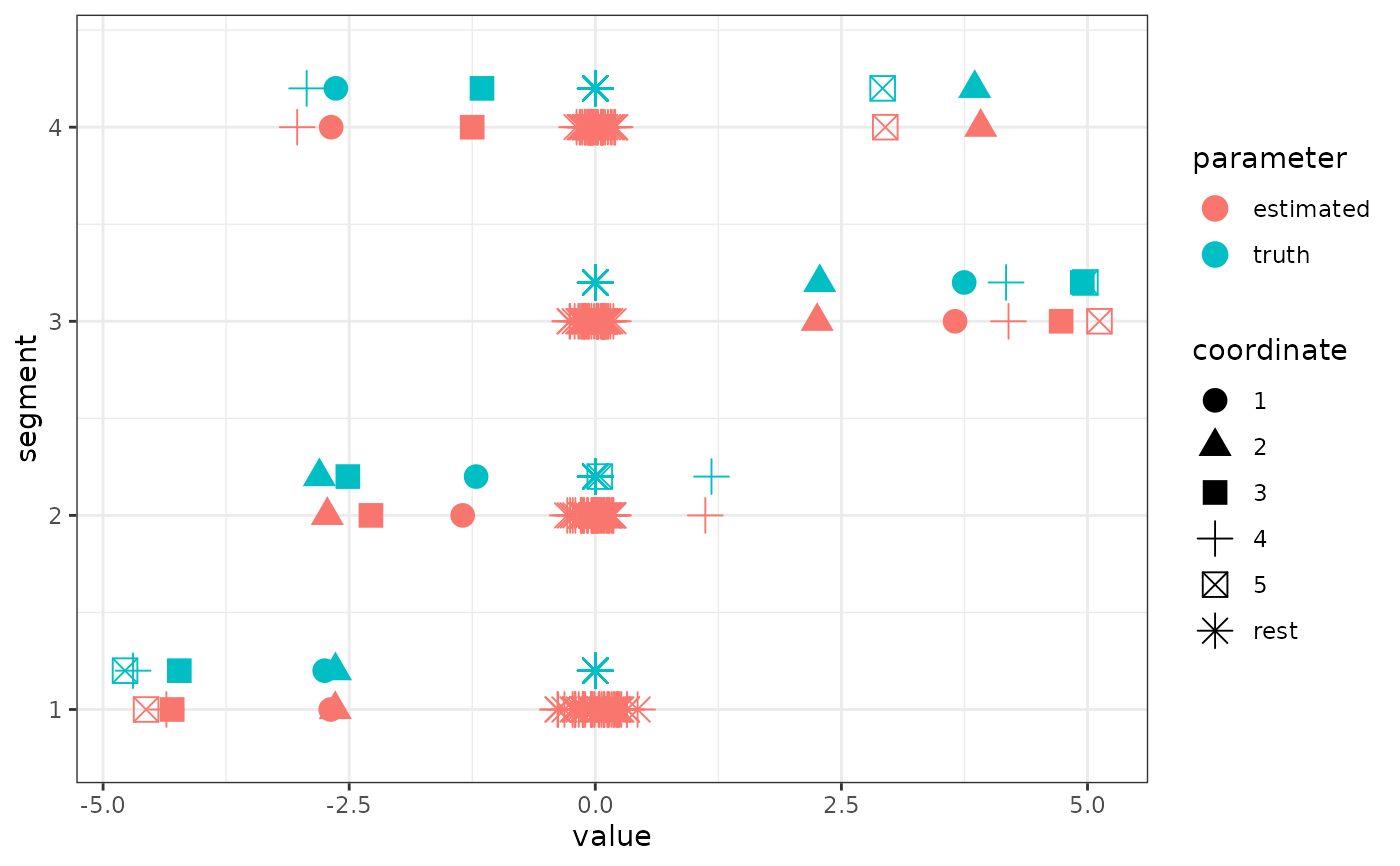 4
3
2
1
segment
-5.0 -2.5 0.0 2.5 5.0
value
parameter
estimated
truth
coordinate
1
2
3
4
5
rest